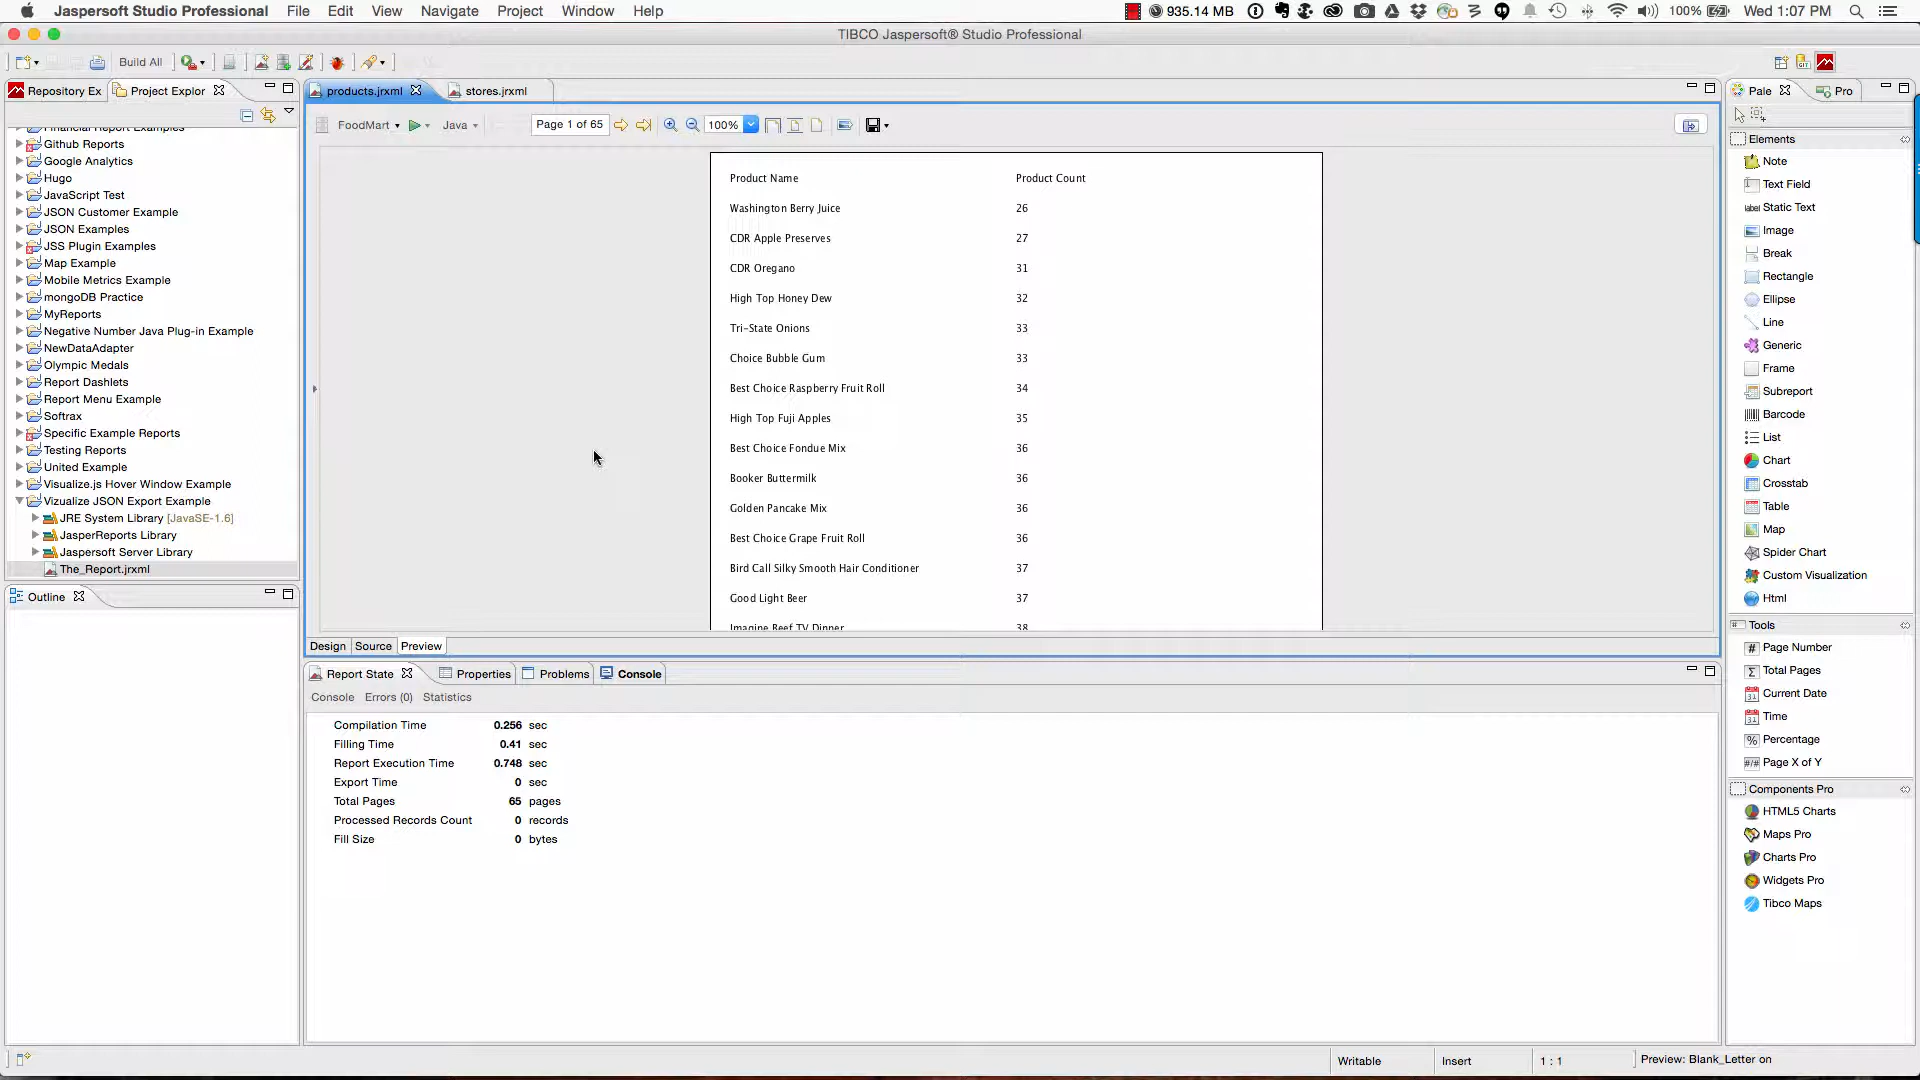 Jaspersoft Studio Professional File Edit View Navigate Project Window Help 935.14 MB 100% Wed 1:07 PM
TIBCO Jaspersoft® Studio Professional
Build All
Repository Ex Project Explor
products.jrxml stores.jrxml
Pale Pro
FoodMart Java Page 1 of 65 100%
Financial Report Examples
Github Reports
Google Analytics
Hugo
JavaScript Test
JSON Customer Example
JSON Examples
JSS Plugin Examples
Map Example
Mobile Metrics Example
mongoDB Practice
MyReports
Negative Number Java Plug-in Example
NewDataAdapter
Olympic Medals
Report Dashlets
Report Menu Example
Softrax
Specific Example Reports
Testing Reports
United Example
Visualize.js Hover Window Example
Vizualize JSON Export Example
JRE System Library [JavaSE-1.6]
JasperReports Library
Jaspersoft Server Library
The_Report.jrxml
Outline
Product Name Product Count
Washington Berry Juice 26
CDR Apple Preserves 27
CDR Oregano 31
High Top Honey Dew 32
Tri-State Onions 33
Choice Bubble Gum 33
Best Choice Raspberry Fruit Roll 34
High Top Fuji Apples 35
Best Choice Fondue Mix 36
Booker Buttermilk 36
Golden Pancake Mix 36
Best Choice Grape Fruit Roll 36
Bird Call Silky Smooth Hair Conditioner 37
Good Light Beer 37
Imagine Beef TV Dinner 38
Design Source Preview
Report State Properties Problems Console
Console Errors (0) Statistics
Compilation Time 0.256 sec
Filling Time 0.41 sec
Report Execution Time 0.748 sec
Export Time 0 sec
Total Pages 65 pages
Processed Records Count 0 records
Fill Size 0 bytes
Elements
Note
Text Field
label Static Text
Image
Break
Rectangle
Ellipse
Line
Generic
Frame
Subreport
Barcode
List
Chart
Crosstab
Table
Map
Spider Chart
Custom Visualization
Html
Tools
# Page Number
Σ Total Pages
31 Current Date
31 Time
% Percentage
#/# Page X of Y
Components Pro
HTML5 Charts
Maps Pro
Charts Pro
Widgets Pro
Tibco Maps
Writable Insert 1 : 1 Preview: Blank_Letter on